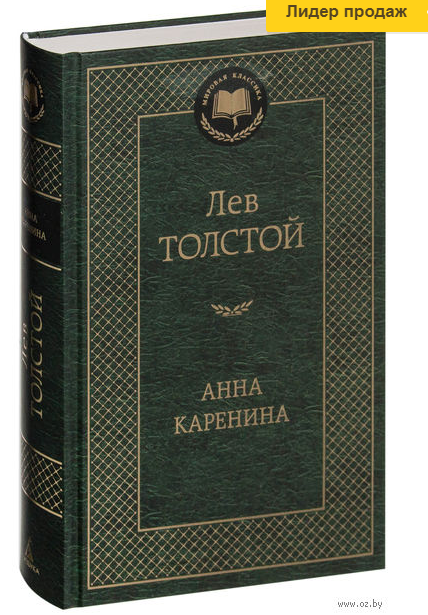 Лидер продаж
МИРОВАЯ КЛАССИКА
Лев
ТОЛСТОЙ
АННА
КАРЕНИНА
АННА
КАРЕНИНА
Лев
ТОЛСТОЙ
www.oz.by